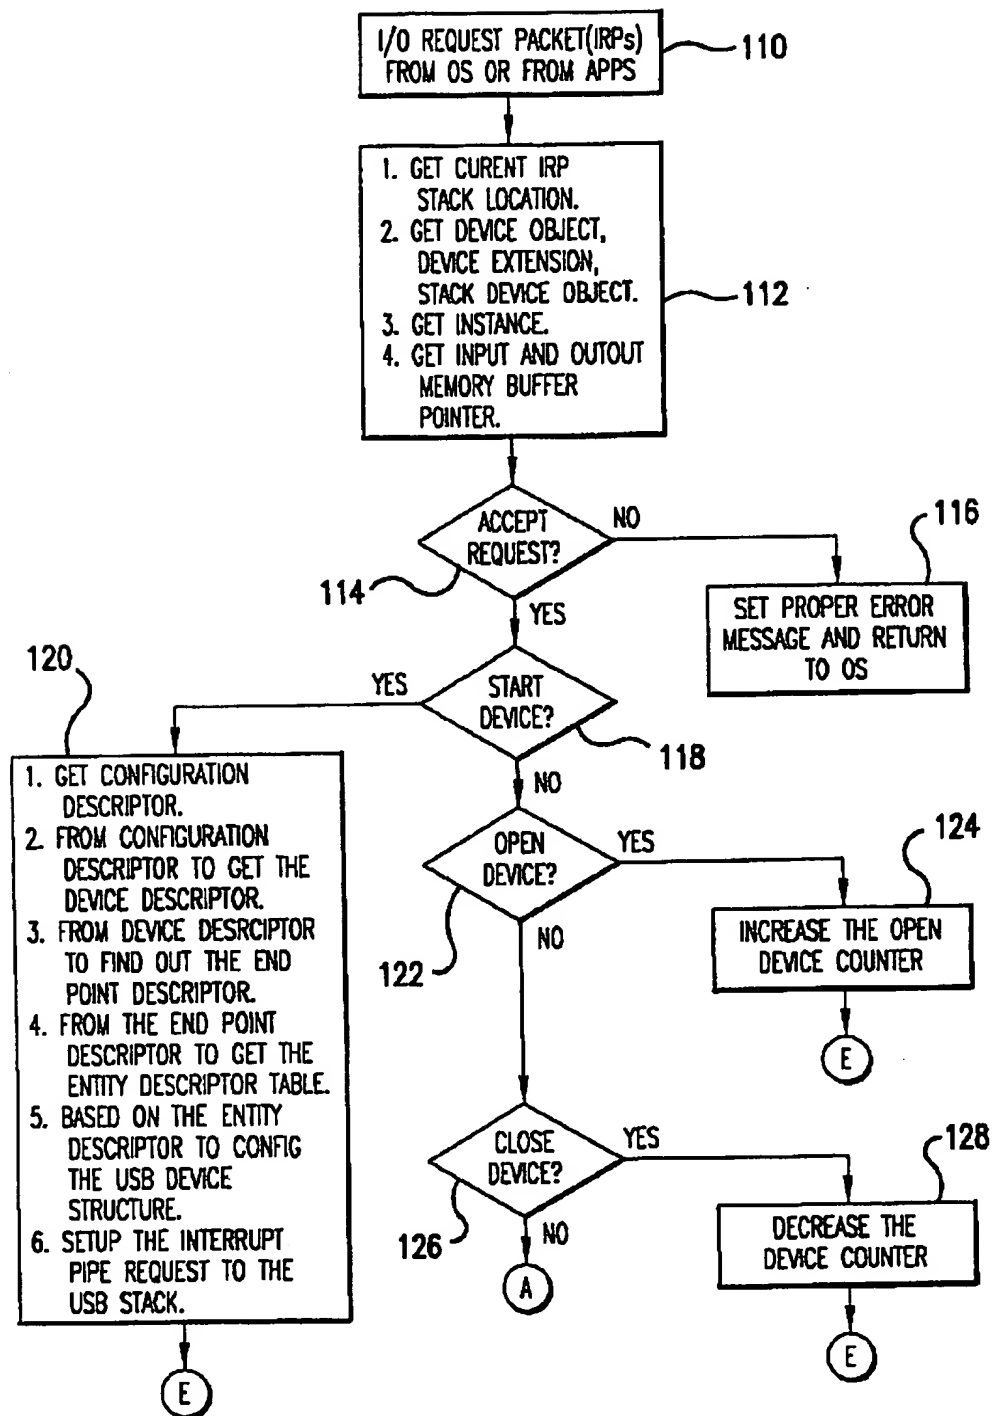 I/O REQUEST PACKET(IRPs)
FROM OS OR FROM APPS
110
1. GET CURENT IRP
STACK LOCATION.
2. GET DEVICE OBJECT,
DEVICE EXTENSION,
STACK DEVICE OBJECT.
3. GET INSTANCE.
4. GET INPUT AND OUTOUT
MEMORY BUFFER
POINTER.
112
ACCEPT
REQUEST?
114
NO
116
SET PROPER ERROR
MESSAGE AND RETURN
TO OS
YES
START
DEVICE?
118
YES
120
1. GET CONFIGURATION
DESCRIPTOR.
2. FROM CONFIGURATION
DESCRIPTOR TO GET THE
DEVICE DESCRIPTOR.
3. FROM DEVICE DESRCIPTOR
TO FIND OUT THE END
POINT DESCRIPTOR.
4. FROM THE END POINT
DESCRIPTOR TO GET THE
ENTITY DESCRIPTOR TABLE.
5. BASED ON THE ENTITY
DESCRIPTOR TO CONFIG
THE USB DEVICE
STRUCTURE.
6. SETUP THE INTERRUPT
PIPE REQUEST TO THE
USB STACK.
E
NO
OPEN
DEVICE?
122
YES
124
INCREASE THE OPEN
DEVICE COUNTER
E
NO
CLOSE
DEVICE?
126
YES
128
DECREASE THE
DEVICE COUNTER
E
NO
A